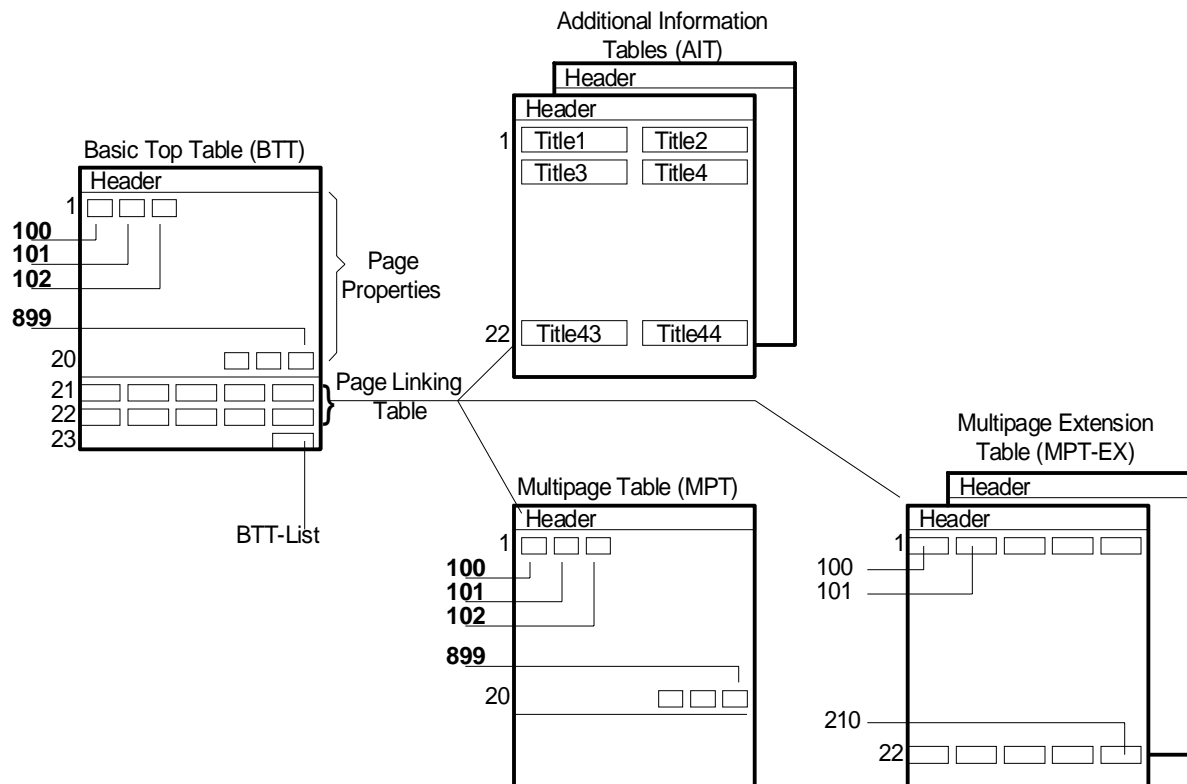 Additional Information
Tables (AIT)
Header
Header
1 Title1 Title2
Title3 Title4
22 Title43 Title44
Basic Top Table (BTT)
Header
1
100
101
102
899
20
21
22
23
Page
Properties
Page Linking
Table
BTT-List
Multipage Table (MPT)
Header
1
100
101
102
899
20
Multipage Extension
Table (MPT-EX)
Header
Header
1
100
101
210
22